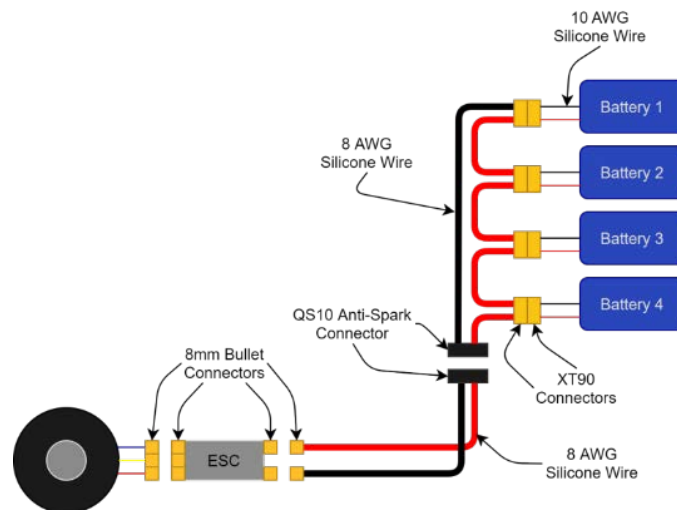 10 AWG
Silicone Wire
Battery 1
8 AWG
Silicone Wire
Battery 2
Battery 3
Battery 4
QS10 Anti-Spark
Connector
8mm Bullet
Connectors
XT90
Connectors
ESC
8 AWG
Silicone Wire